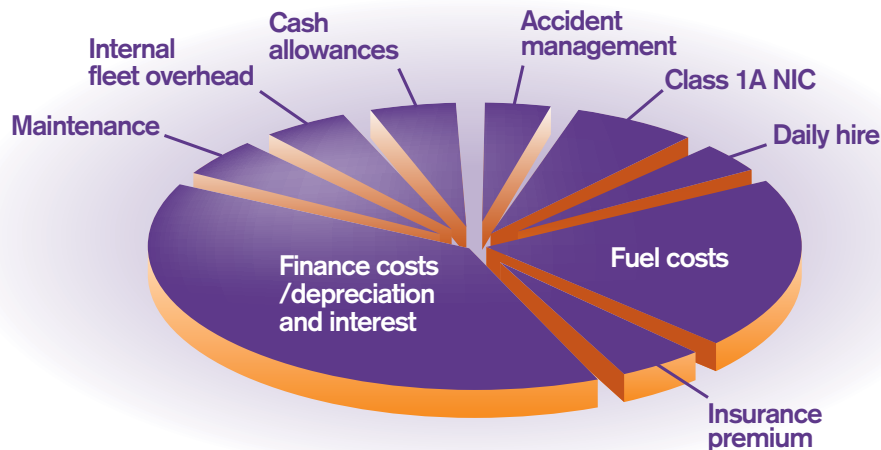 Cash
allowances
Accident
management
Internal
fleet overhead
Class 1A NIC
Maintenance
Daily hire
Finance costs
/depreciation
and interest
Fuel costs
Insurance
premium